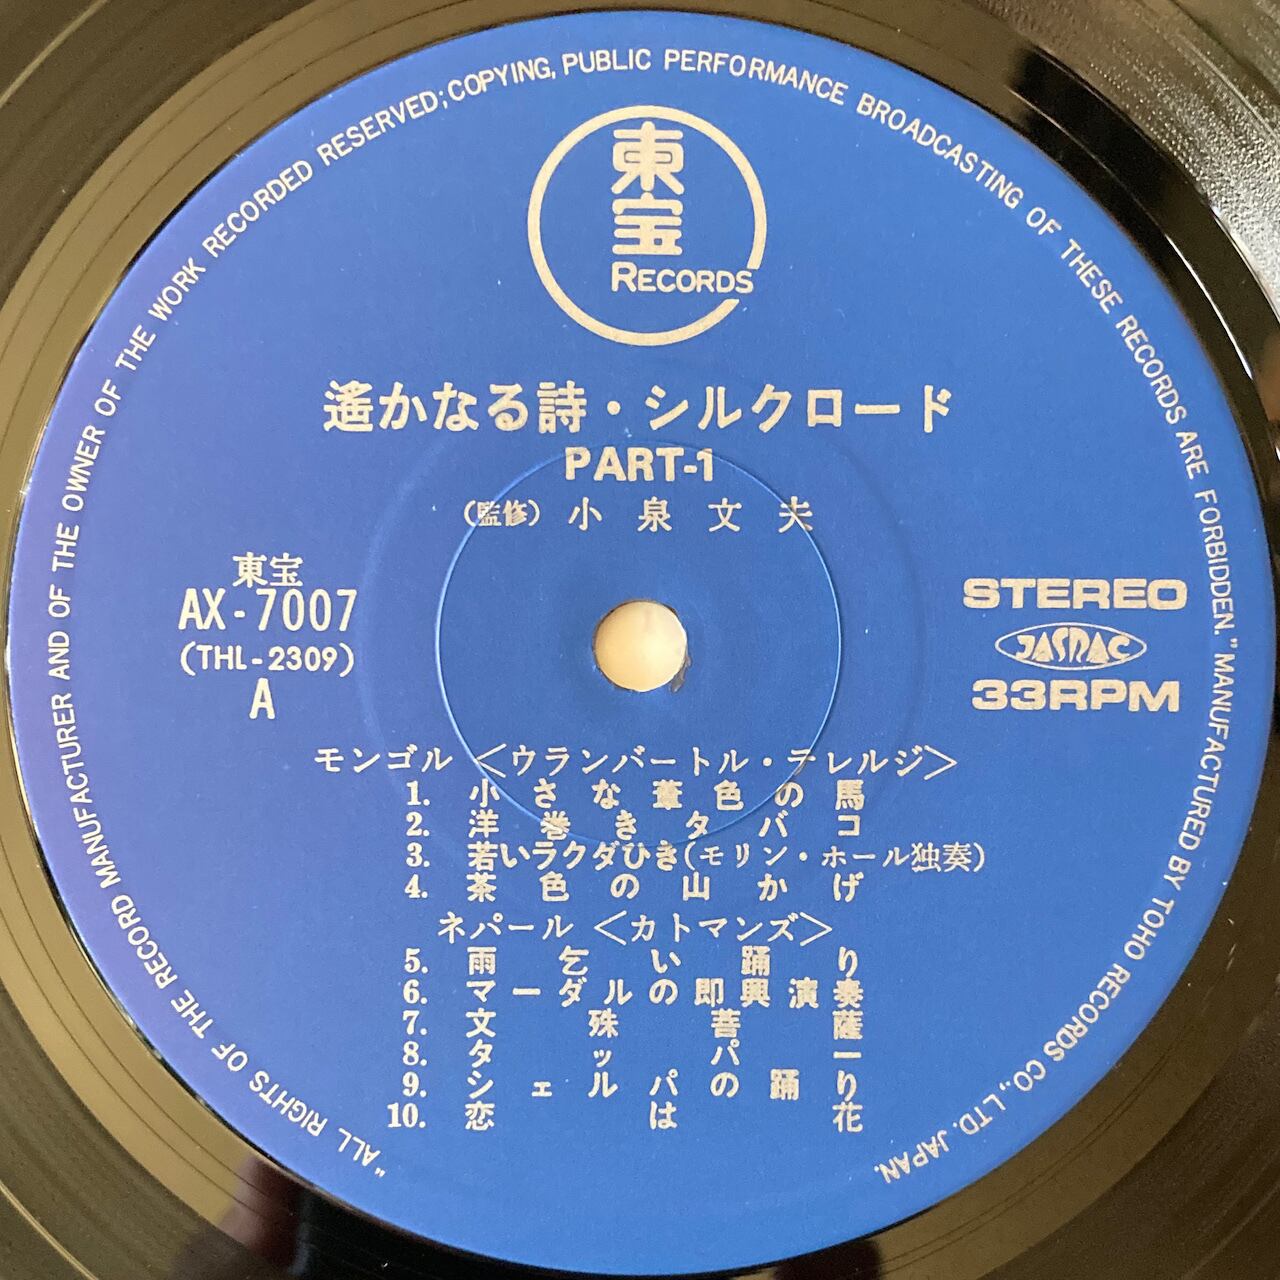 "ALL RIGHTS OF THE RECORD MANUFACTURER AND OF THE OWNER OF THE WORK RECORDED RESERVED; COPYING, PUBLIC PERFORMANCE BROADCASTING OF THESE RECORDS ARE FORBIDDEN." MANUFACTURED BY TOHO RECORDS CO., LTD. JAPAN.
東宝
RECORDS
遙かなる詩・シルクロード
PART-1
(監修) 小泉文夫
東宝
AX-7007
(THL-2309)
A
STEREO
JASRAC
33RPM
モンゴル <ウランバートル・テレルジ>
1. 小さな葦色の馬
2. 洋巻きタバコ
3. 若いラクダひき(モリン・ホール独奏)
4. 茶色の山かげ
ネパール <カトマンズ>
5. 雨乞い踊り
6. マーダルの即興演奏
7. 文殊菩薩
8. タッパー
9. シェルパの踊り
10. 恋は花